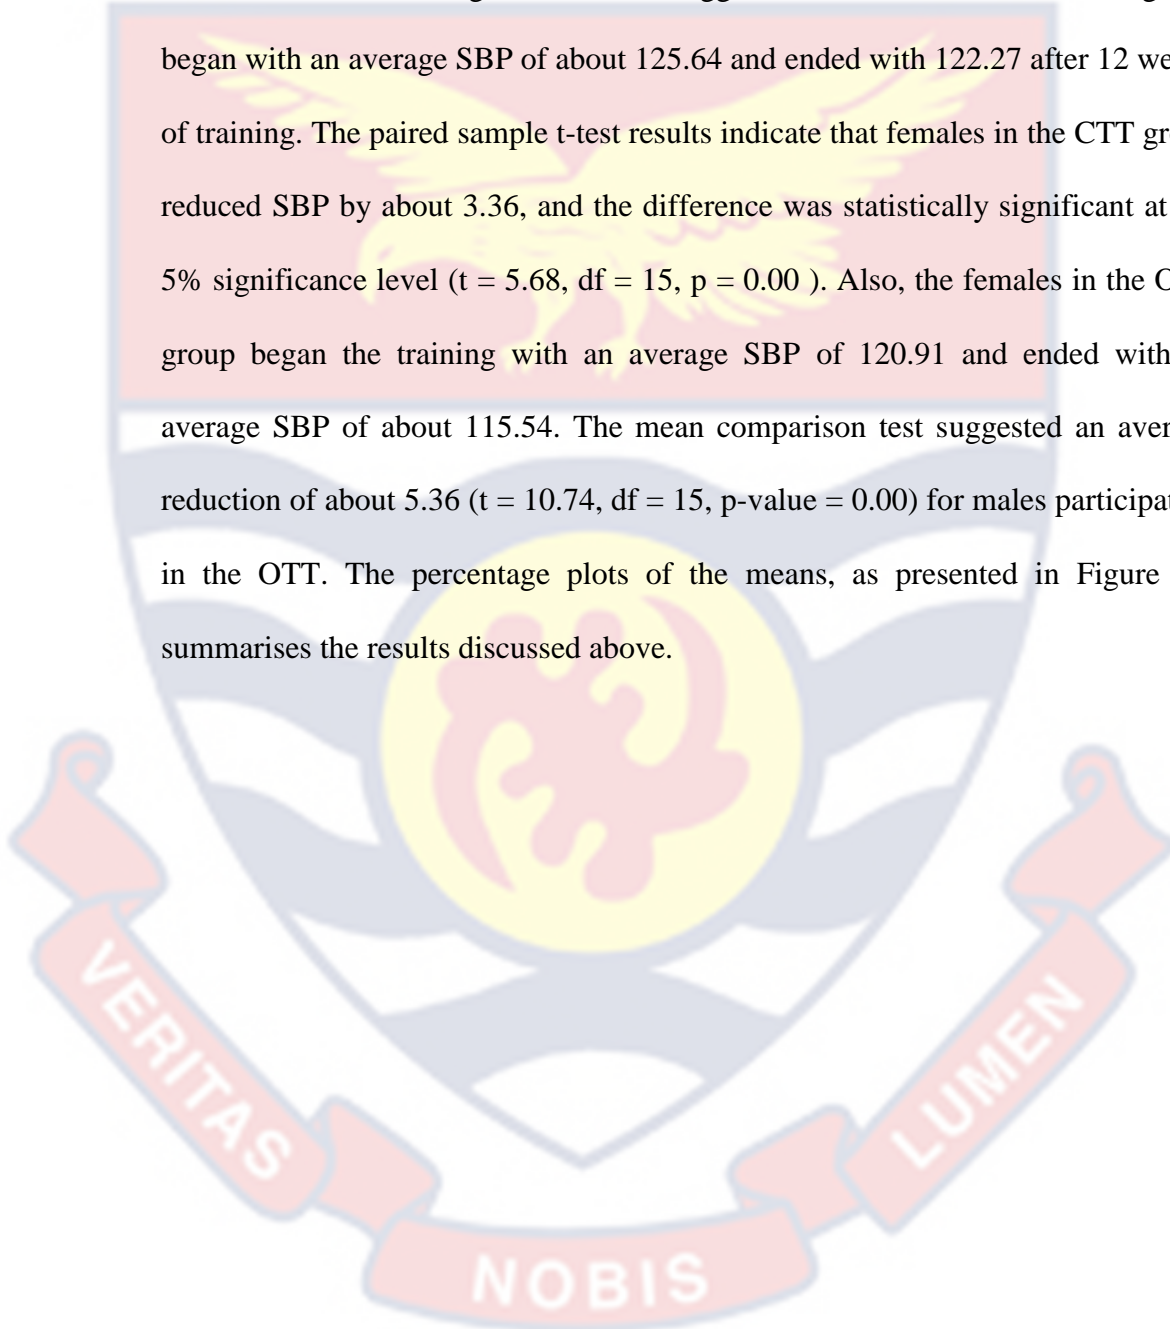 began with an average SBP of about 125.64 and ended with 122.27 after 12
of training. The paired sample t-test results indicate that females in the CTT
reduced SBP by about 3.36, and the difference was statistically significant at
5% significance level (t = 5.68, df = 15, p = 0.00 ). Also, the females in the
group began the training with an average SBP of 120.91 and ended with
average SBP of about 115.54. The mean comparison test suggested an
reduction of about 5.36 (t = 10.74, df = 15, p-value = 0.00) for males
in the OTT. The percentage plots of the means, as presented in Figure
summarises the results discussed above.
VERITAS
NOBIS
LUMEN